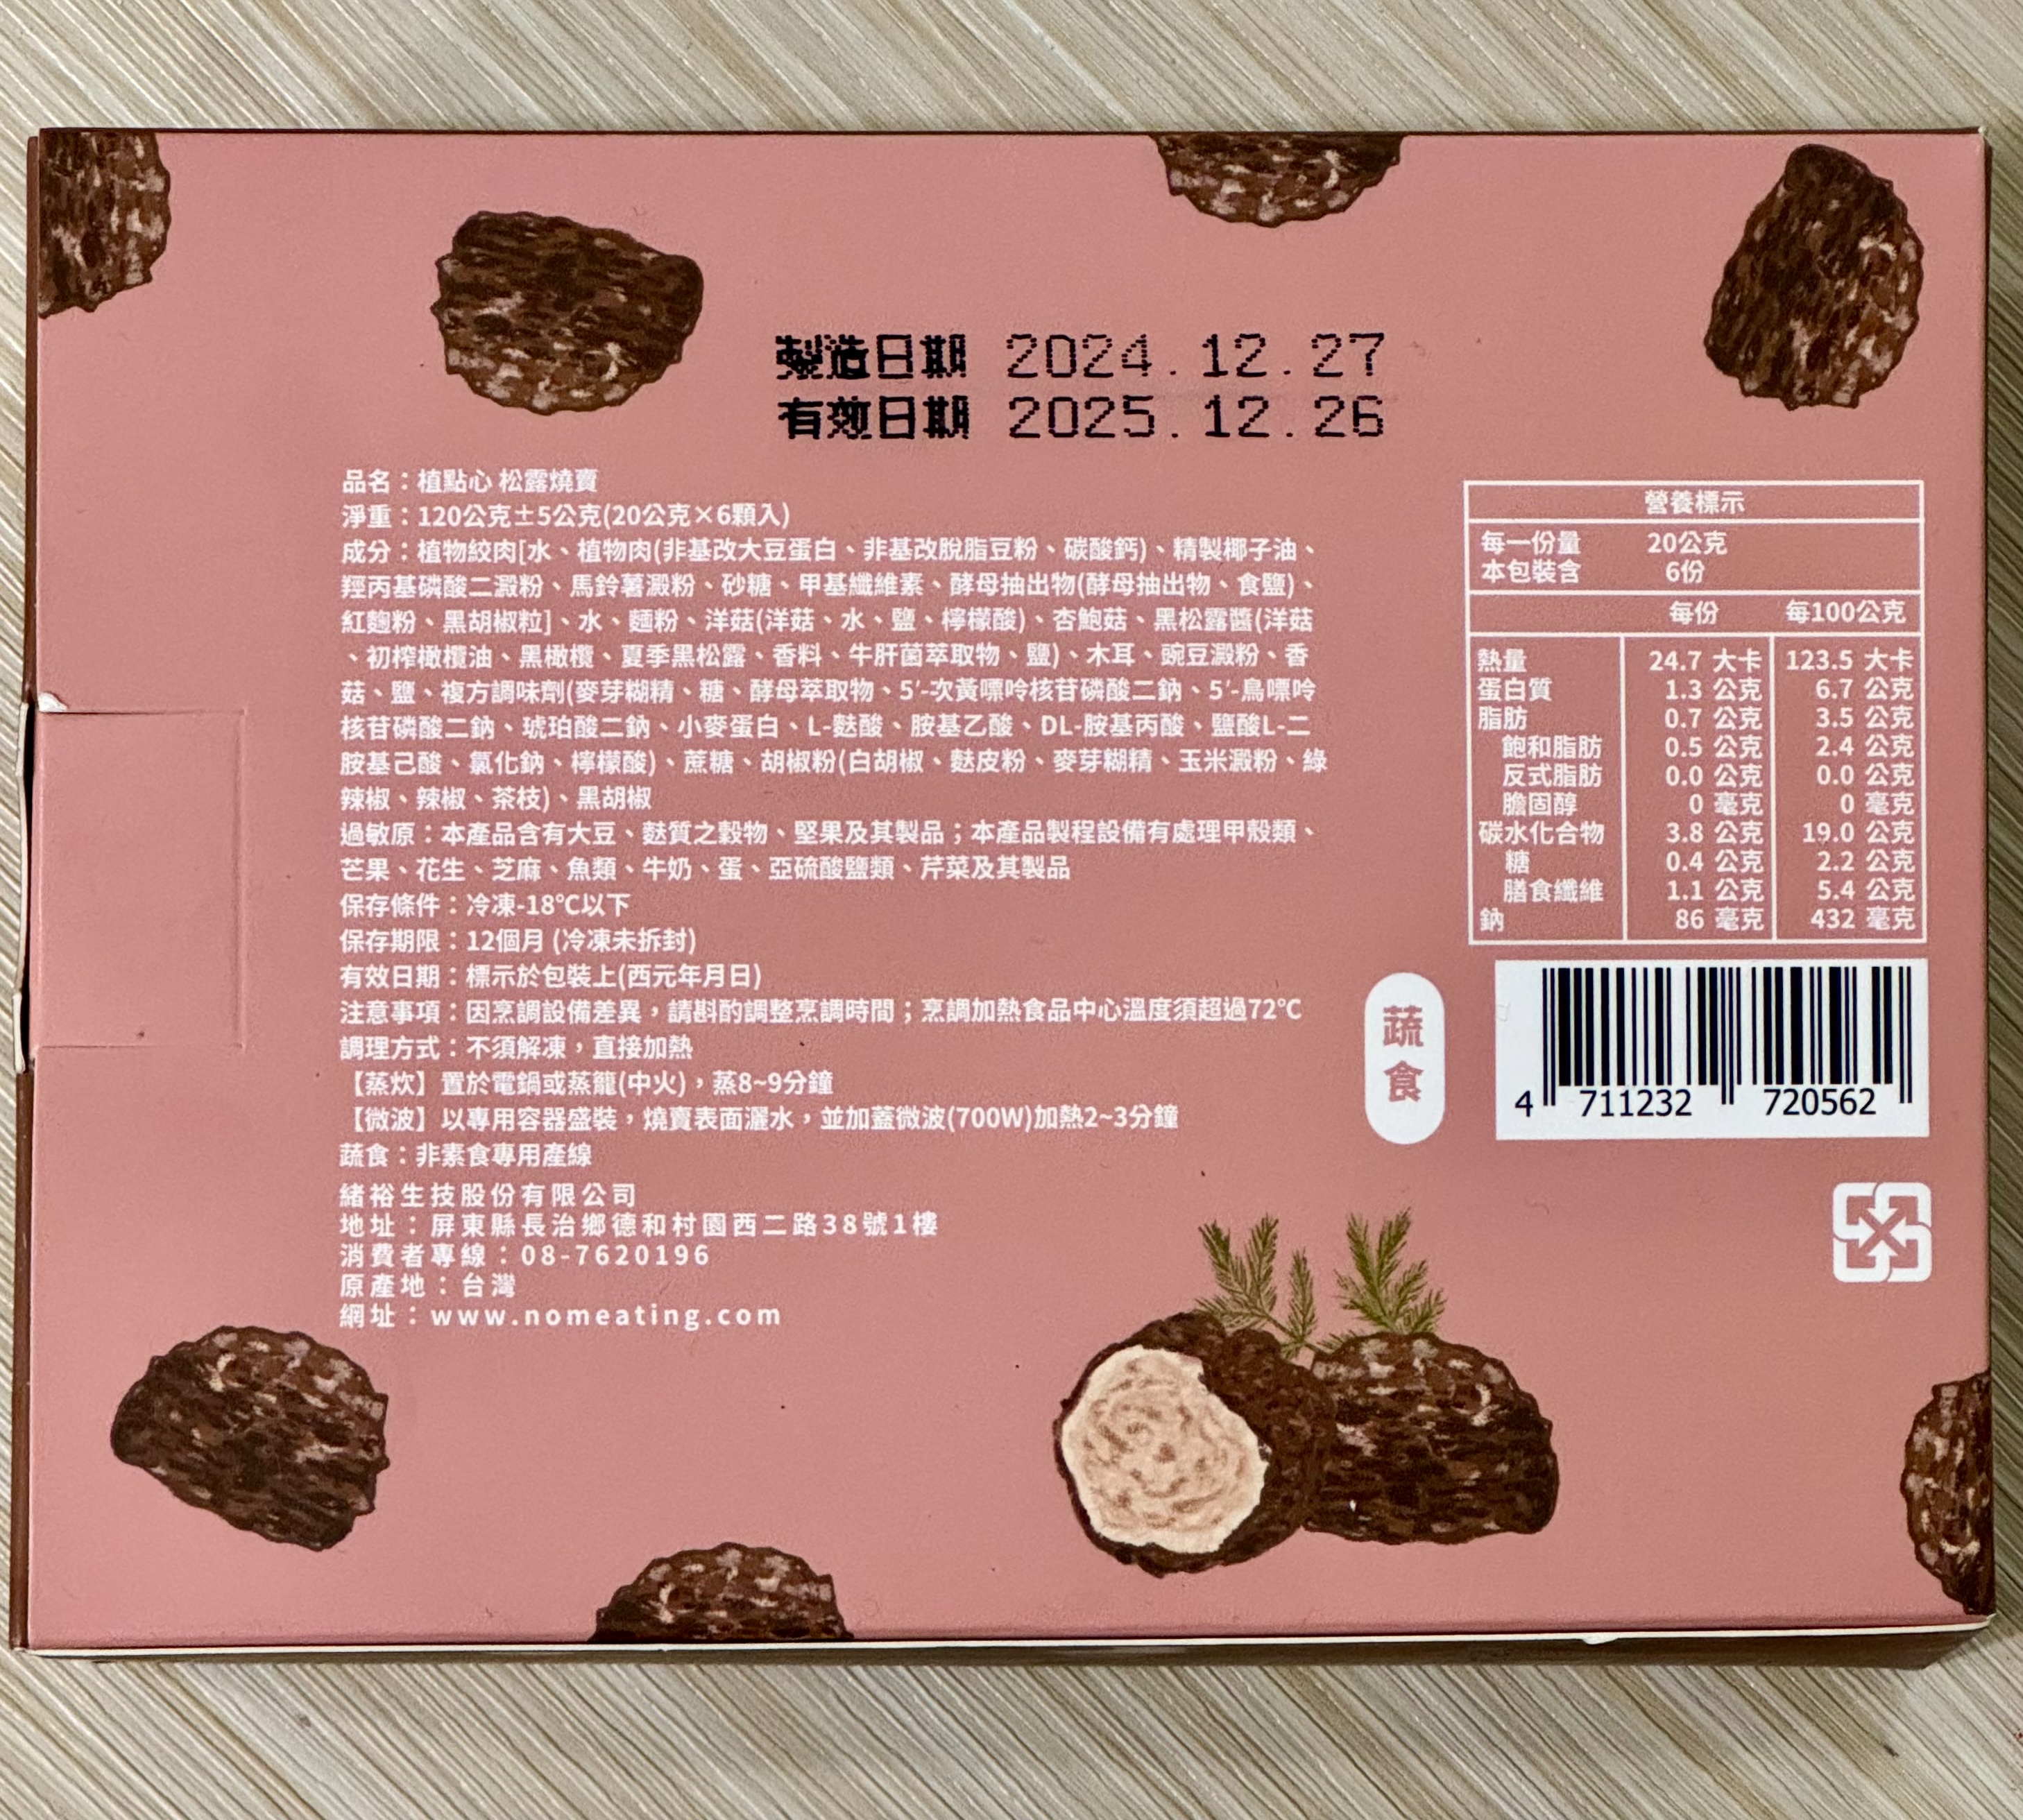 製造日期 2024.12.27
有效日期 2025.12.26
品名：植點心 松露燒賣
淨重：120公克±5公克(20公克×6顆入)
成分：植物絞肉[水、植物肉(非基改大豆蛋白、非基改脫脂豆粉、碳酸鈣)、精製椰子油、
羥丙基磷酸二澱粉、馬鈴薯澱粉、砂糖、甲基纖維素、酵母抽出物(酵母抽出物、食鹽)、
紅麴粉、黑胡椒粒]、水、麵粉、洋菇(洋菇、水、鹽、檸檬酸)、杏鮑菇、黑松露醬(洋菇
、初榨橄欖油、黑橄欖、夏季黑松露、香料、牛肝菌萃取物、鹽)、木耳、豌豆澱粉、香
菇、鹽、複方調味劑(麥芽糊精、糖、酵母萃取物、5′-次黃嘌呤核苷磷酸二鈉、5′-鳥嘌呤
核苷磷酸二鈉、琥珀酸二鈉、小麥蛋白、L-麩酸、胺基乙酸、DL-胺基丙酸、鹽酸L-二
胺基己酸、氯化鈉、檸檬酸)、蔗糖、胡椒粉(白胡椒、麩皮粉、麥芽糊精、玉米澱粉、綠
辣椒、辣椒、茶枝)、黑胡椒
過敏原：本產品含有大豆、麩質之穀物、堅果及其製品；本產品製程設備有處理甲殼類、
芒果、花生、芝麻、魚類、牛奶、蛋、亞硫酸鹽類、芹菜及其製品
保存條件：冷凍-18℃以下
保存期限：12個月 (冷凍未拆封)
有效日期：標示於包裝上(西元年月日)
注意事項：因烹調設備差異，請斟酌調整烹調時間；烹調加熱食品中心溫度須超過72℃
調理方式：不須解凍，直接加熱
【蒸炊】置於電鍋或蒸籠(中火)，蒸8~9分鐘
【微波】以專用容器盛裝，燒賣表面灑水，並加蓋微波(700W)加熱2~3分鐘
蔬食：非素食專用產線
緒裕生技股份有限公司
地址：屏東縣長治鄉德和村園西二路38號1樓
消費者專線：08-7620196
原產地：台灣
網址：www.nomeating.com
營養標示
每一份量 20公克
本包裝含 6份
每份 每100公克
熱量 24.7 大卡 123.5 大卡
蛋白質 1.3 公克 6.7 公克
脂肪 0.7 公克 3.5 公克
飽和脂肪 0.5 公克 2.4 公克
反式脂肪 0.0 公克 0.0 公克
膽固醇 0 毫克 0 毫克
碳水化合物 3.8 公克 19.0 公克
糖 0.4 公克 2.2 公克
膳食纖維 1.1 公克 5.4 公克
鈉 86 毫克 432 毫克
蔬食
4 711232 720562